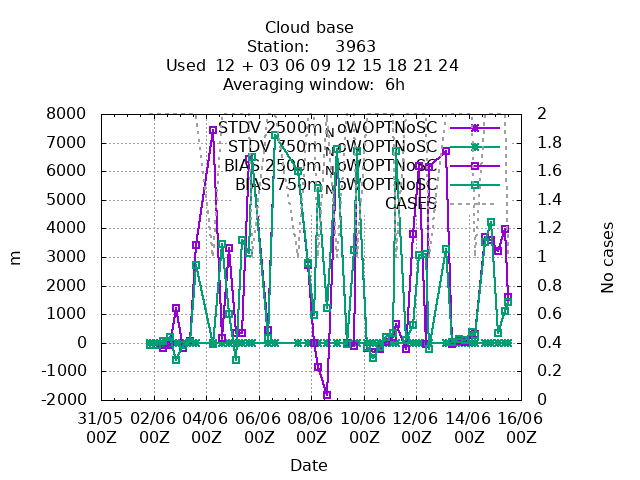 Cloud base
Station: 3963
Used 12 + 03 06 09 12 15 18 21 24
Averaging window: 6h
8000 2
7000 1.8
6000 1.6
5000 1.4
4000 1.2
3000 1
2000 0.8
1000 0.6
0 0.4
-1000 0.2
-2000 0
STDV 2500m NoWOPTNoSC
STDV 750m NoWOPTNoSC
BIAS 2500m NoWOPTNoSC
BIAS 750m NoWOPTNoSC
CASES
m
No cases
31/05 02/06 04/06 06/06 08/06 10/06 12/06 14/06 16/06
00Z 00Z 00Z 00Z 00Z 00Z 00Z 00Z 00Z
Date